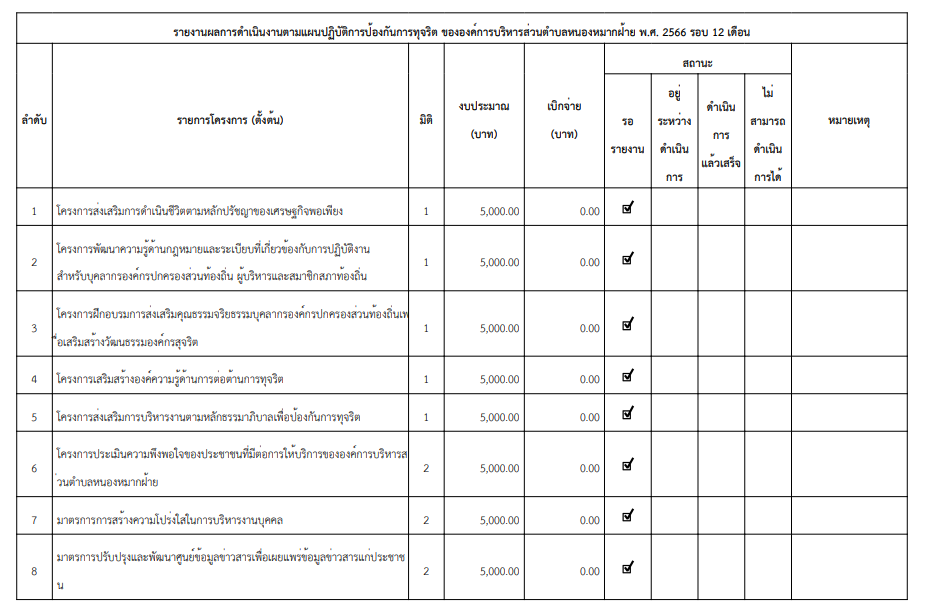 รายงานผลการดำเนินงานตามแผนปฏิบัติการป้องกันการทุจริต ขององค์การบริหารส่วนตำบลหนองหมากฝ้าย พ.ศ. 2566 รอบ 12 เดือน
ลำดับ รายการโครงการ (ตั้งต้น) มิติ งบประมาณ (บาท) เบิกจ่าย (บาท) สถานะ หมายเหตุ
รอ รายงาน อยู่ ระหว่าง ดำเนิน การ ดำเนิน การ แล้วเสร็จ ไม่ สามารถ ดำเนิน การได้
1 โครงการส่งเสริมการดำเนินชีวิตตามหลักปรัชญาของเศรษฐกิจพอเพียง 1 5,000.00 0.00
โครงการพัฒนาความรู้ด้านกฎหมายและระเบียบที่เกี่ยวข้องกับการปฏิบัติงาน
2 สำหรับบุคลากรองค์กรปกครองส่วนท้องถิ่น ผู้บริหารและสมาชิกสภาท้องถิ่น 1 5,000.00 0.00
โครงการฝึกอบรมการส่งเสริมคุณธรรมจริยธรรมบุคลากรองค์กรปกครองส่วนท้องถิ่นเพ
3 ื่อเสริมสร้างวัฒนธรรมองค์กรสุจริต 1 5,000.00 0.00
4 โครงการเสริมสร้างองค์ความรู้ด้านการต่อต้านการทุจริต 1 5,000.00 0.00
5 โครงการส่งเสริมการบริหารงานตามหลักธรรมาภิบาลเพื่อป้องกันการทุจริต 1 5,000.00 0.00
โครงการประเมินความพึงพอใจของประชาชนที่มีต่อการให้บริการขององค์การบริหารส
6 ่วนตำบลหนองหมากฝ้าย 2 5,000.00 0.00
7 มาตรการการสร้างความโปร่งใสในการบริหารงานบุคคล 2 5,000.00 0.00
มาตรการปรับปรุงและพัฒนาศูนย์ข้อมูลข่าวสารเพื่อเผยแพร่ข้อมูลข่าวสารแก่ประชาช
8 น 2 5,000.00 0.00